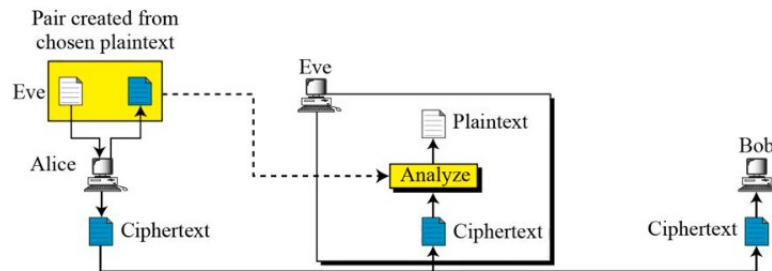 Pair created from
chosen plaintext
Eve
Eve
Plaintext
Alice
Analyze
Bob
Ciphertext
Ciphertext
Ciphertext